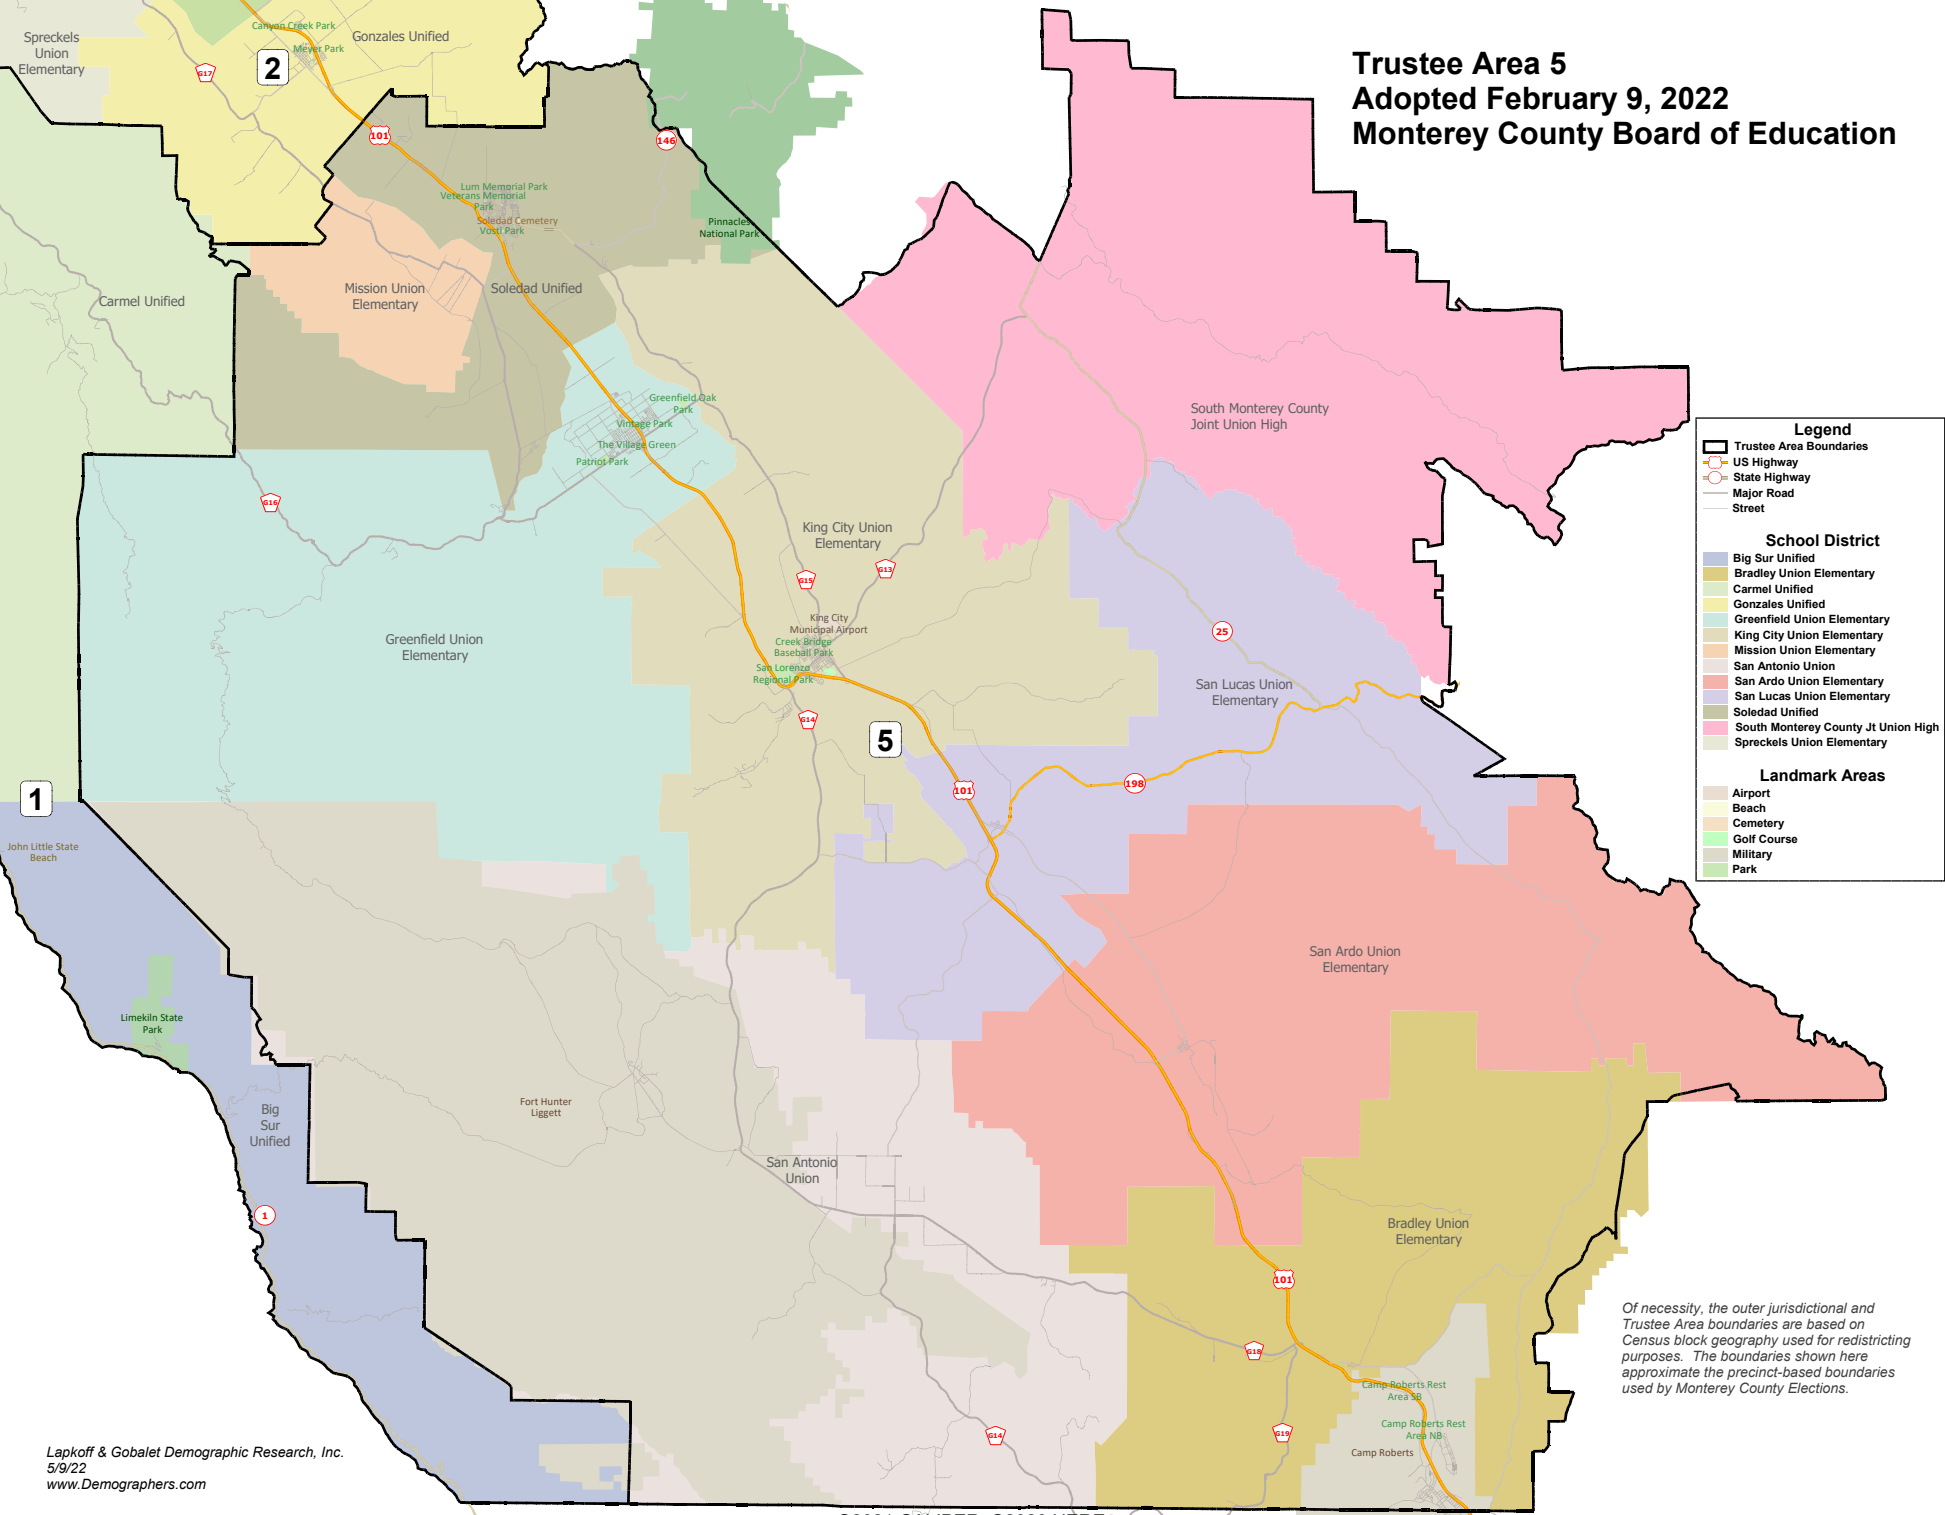 Trustee Area 5
Adopted February 9, 2022
Monterey County Board of Education
Spreckels
Union
Elementary
Canyon Creek Park
Meyer Park
Gonzales Unified
G17
2
101
146
Lum Memorial Park
Veterans Memorial
Park
Soledad Cemetery
Vosti Park
Pinnacles
National Park
Carmel Unified
Mission Union
Elementary
Soledad Unified
Greenfield Oak
Park
Vintage Park
The Village Green
Patriot Park
South Monterey County
Joint Union High
G16
King City Union
Elementary
G15
G13
King City
Municipal Airport
Creek Bridge
Baseball Park
San Lorenzo
Regional Park
Greenfield Union
Elementary
25
San Lucas Union
Elementary
G14
5
101
198
1
John Little State
Beach
San Ardo Union
Elementary
Limekiln State
Park
Fort Hunter
Liggett
Big
Sur
Unified
San Antonio
Union
1
Bradley Union
Elementary
101
G18
Camp Roberts Rest
Area SB
Camp Roberts Rest
Area NB
Camp Roberts
G14
G19
Legend
Trustee Area Boundaries
US Highway
State Highway
Major Road
Street
School District
Big Sur Unified
Bradley Union Elementary
Carmel Unified
Gonzales Unified
Greenfield Union Elementary
King City Union Elementary
Mission Union Elementary
San Antonio Union
San Ardo Union Elementary
San Lucas Union Elementary
Soledad Unified
South Monterey County Jt Union High
Spreckels Union Elementary
Landmark Areas
Airport
Beach
Cemetery
Golf Course
Military
Park
Of necessity, the outer jurisdictional and
Trustee Area boundaries are based on
Census block geography used for redistricting
purposes. The boundaries shown here
approximate the precinct-based boundaries
used by Monterey County Elections.
Lapkoff & Gobalet Demographic Research, Inc.
5/9/22
www.Demographers.com